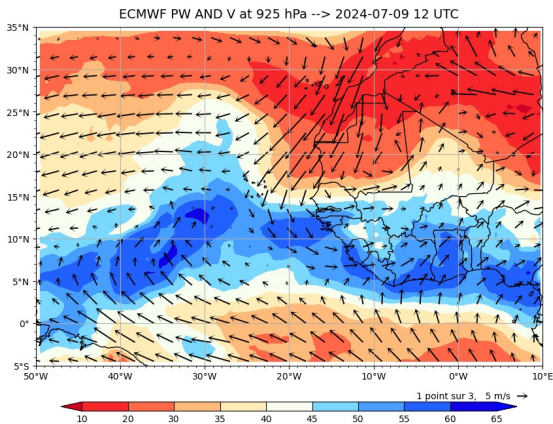 ECMWF PW AND V at 925 hPa --> 2024-07-09 12 UTC
35°N
30°N
25°N
20°N
15°N
10°N
5°N
0°
5°S
50°W 40°W 30°W 20°W 10°W 0°W 10°E
1 point sur 3, 5 m/s
10 20 30 35 40 45 50 55 60 65